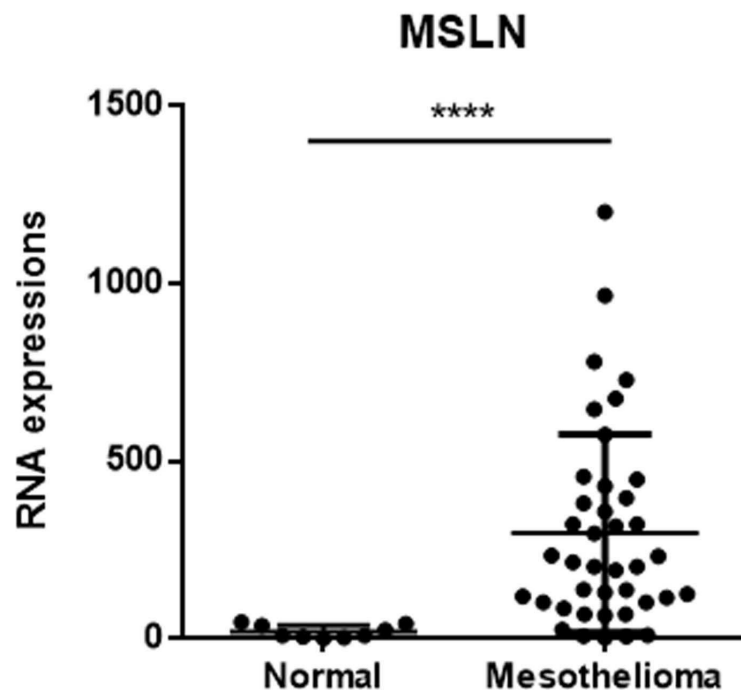 MSLN
1500
****
1000
500
0
RNA expressions
Normal
Mesothelioma